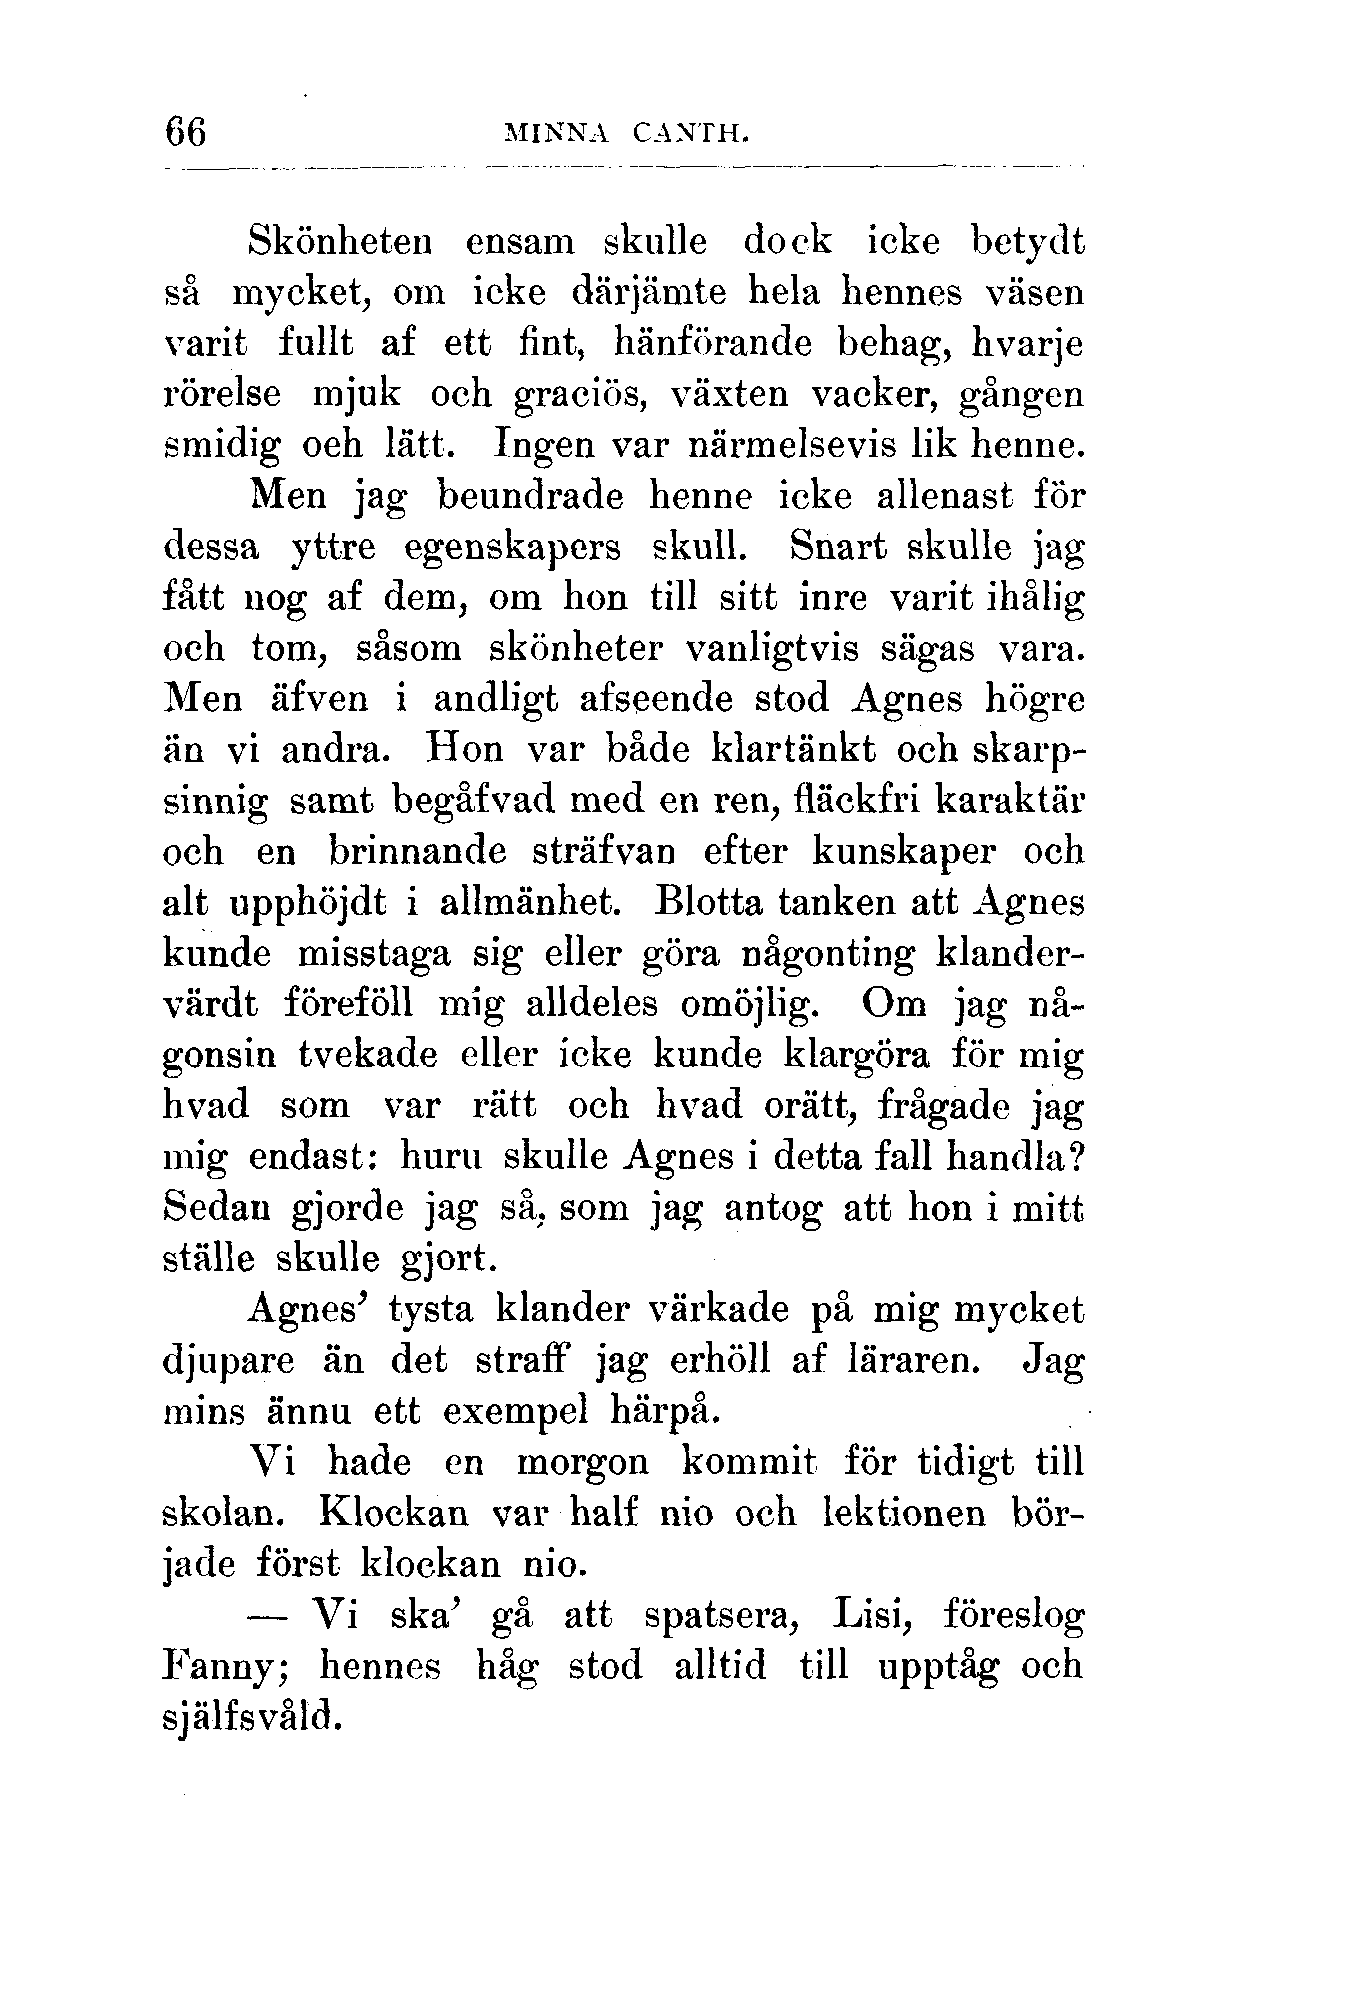 66 MINNA CANTH.
Skönheten ensam skulle dock icke betydt
så mycket, om icke därjämte hela hennes väsen
varit fullt af ett fint, hänförande behag, hvarje
rörelse mjuk och graciös, växten vacker, gången
smidig oeh lätt. Ingen var närmelsevis lik henne.
Men jag beundrade henne icke allenast för
dessa yttre egenskapers skull. Snart skulle jag
fått nog af dem, om hon till sitt inre varit ihålig
och tom, såsom skönheter vanligtvis sägas vara.
Men äfven i andligt afseende stod Agnes högre
än vi andra. Hon var både klartänkt och skarp-
sinnig samt begåfvad med en ren, fläckfri karaktär
och en brinnande sträfvan efter kunskaper och
alt upphöjdt i allmänhet. Blotta tanken att Agnes
kunde misstaga sig eller göra någonting klander-
värdt föreföll mig alldeles omöjlig. Om jag nå-
gonsin tvekade eller icke kunde klargöra för mig
hvad som var rätt och hvad orätt, frågade jag
mig endast: huru skulle Agnes i detta fall handla?
Sedan gjorde jag så, som jag antog att hon i mitt
ställe skulle gjort.
Agnes' tysta klander värkade på mig mycket
djupare än det straff jag erhöll af läraren. Jag
mins ännu ett exempel härpå.
Vi hade en morgon kommit för tidigt till
skolan. Klockan var half nio och lektionen bör-
jade först klockan nio.
— Vi ska' gå att spatsera, Lisi, föreslog
Fanny; hennes håg stod alltid till upptåg och
själfsvåld.